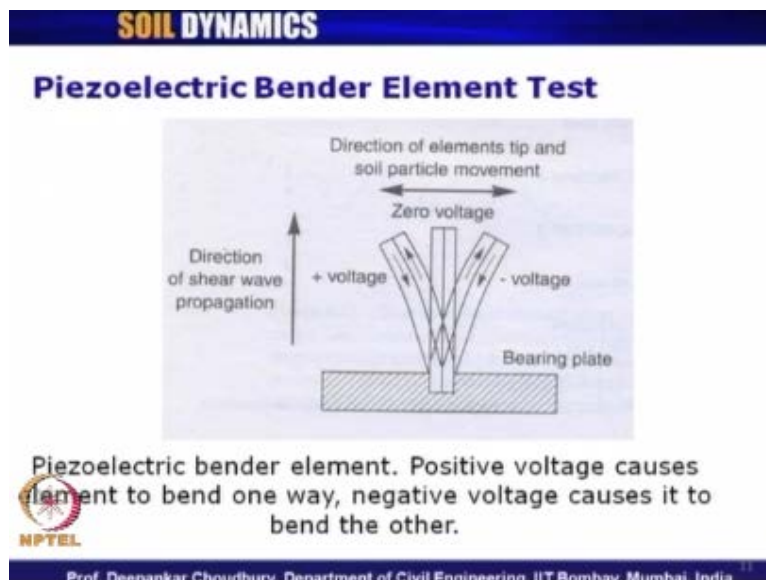 SOIL DYNAMICS
Piezoelectric Bender Element Test
Direction of elements tip and
soil particle movement
Zero voltage
Direction
of shear wave
propagation
+ voltage
- voltage
Bearing plate
Piezoelectric bender element. Positive voltage causes
element to bend one way, negative voltage causes it to
bend the other.
NPTEL
Prof. Deepankar Choudhury, Department of Civil Engineering, IIT Bombay, Mumbai, India